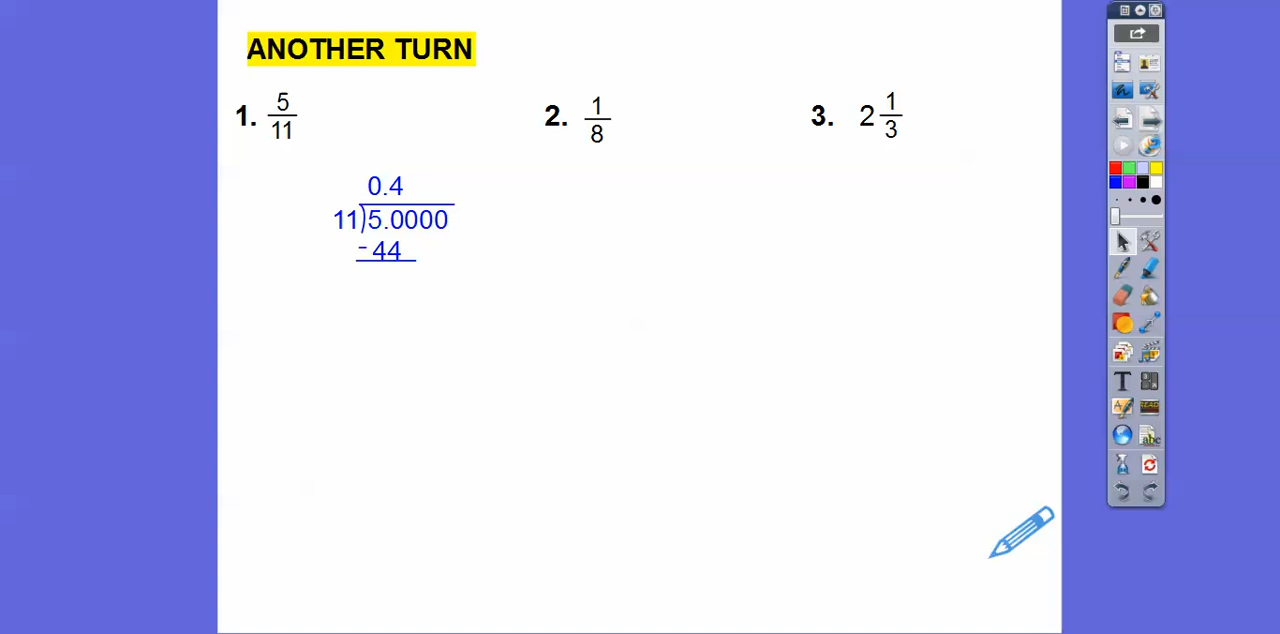 ANOTHER TURN
1. 5/11
2. 1/8
3. 2 1/3
0.4
11)5.0000
- 44